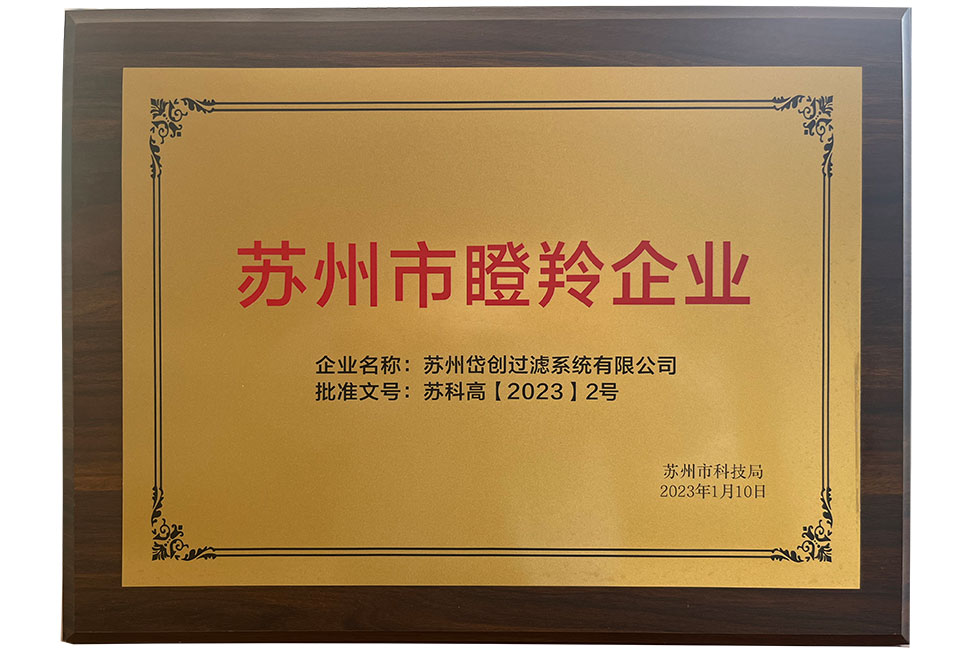 苏州市瞪羚企业
企业名称：苏州岱创过滤系统有限公司
批准文号：苏科高【2023】2号
苏州市科技局
2023年1月10日